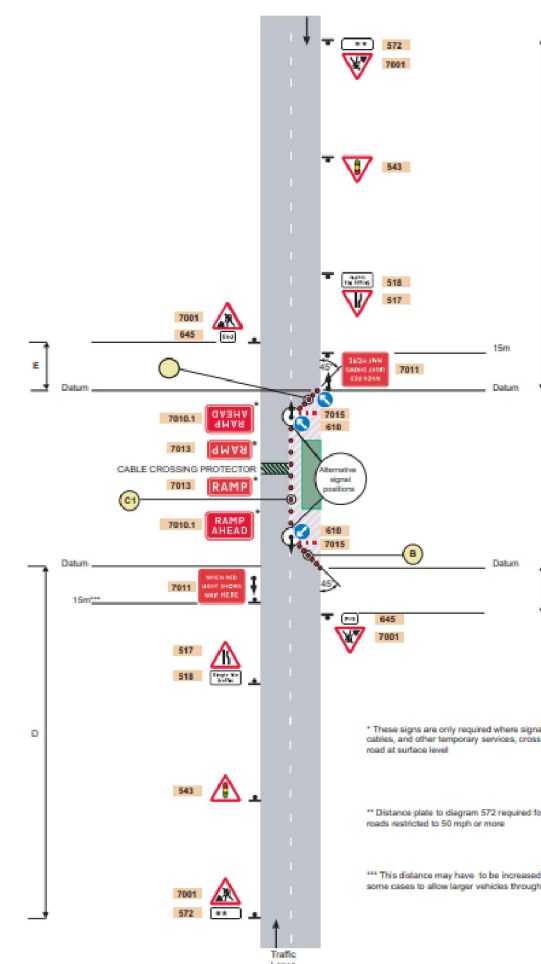 ** 572
7001
543
518
517
7001
645 End
15m
E
45°
WHEN RED
LIGHT SHOWS
WAIT HERE
7011
Datum
Datum
7010.1 RAMP
AHEAD *
7015
610
7013 RAMP *
CABLE CROSSING PROTECTOR
Alternative
signal
positions
7013 RAMP *
C1
7010.1 RAMP
AHEAD *
610
7015
B
Datum
Datum
7011 WHEN RED
LIGHT SHOWS
WAIT HERE
45°
15m***
End 645
7001
517
518 Single file
traffic
D
* These signs are only required where signa
cables, and other temporary services, cross
road at surface level
543
** Distance plate to diagram 572 required fo
roads restricted to 50 mph or more
*** This distance may have to be increased
some cases to allow larger vehicles through
7001
572 **
Traffic